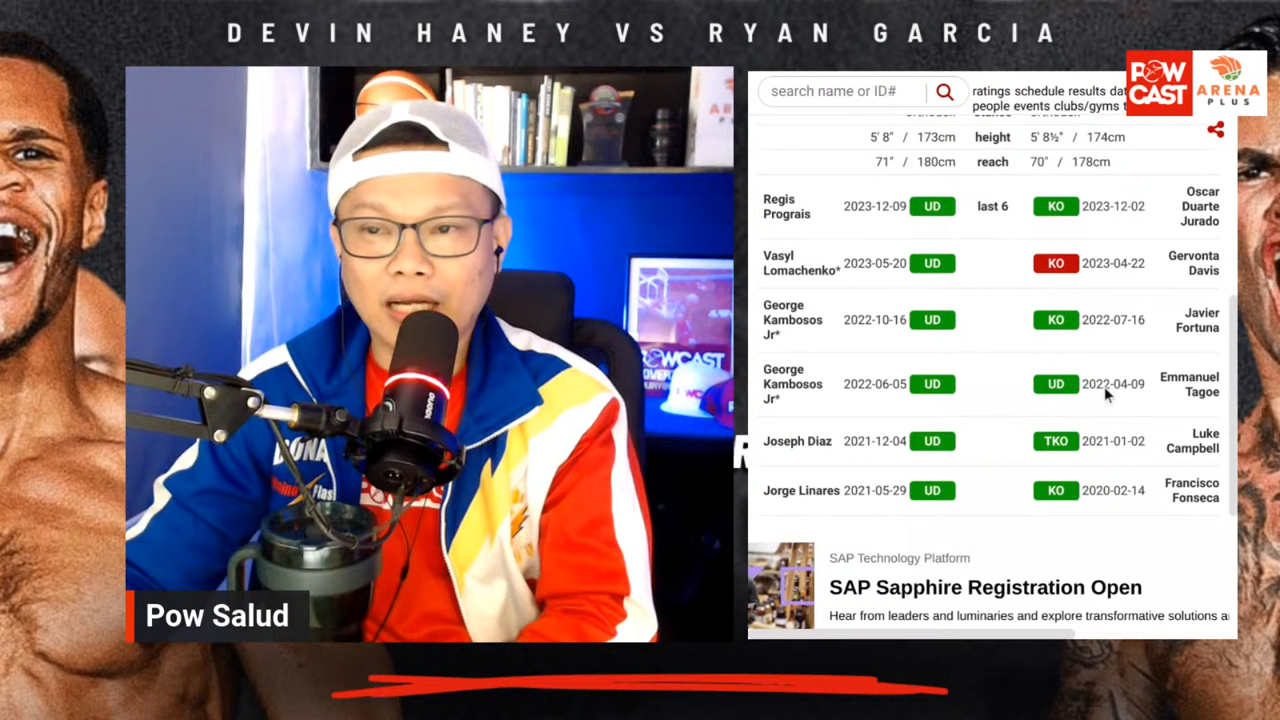 DEVIN HANEY VS RYAN GARCIA
POW
CAST
ARENA
PLUS
search name or ID#
ratings schedule results
people events clubs/gyms
5' 8" / 173cm height 5' 8½" / 174cm
71" / 180cm reach 70" / 178cm
Regis
Prograis
2023-12-09 UD last 6 KO 2023-12-02
Oscar
Duarte
Jurado
Vasyl
Lomachenko*
2023-05-20 UD KO 2023-04-22
Gervonta
Davis
George
Kambosos
Jr*
2022-10-16 UD KO 2022-07-16
Javier
Fortuna
George
Kambosos
Jr*
2022-06-05 UD UD 2022-04-09
Emmanuel
Tagoe
Joseph Diaz 2021-12-04 UD TKO 2021-01-02
Luke
Campbell
Jorge Linares 2021-05-29 UD KO 2020-02-14
Francisco
Fonseca
SAP Technology Platform
SAP Sapphire Registration Open
Hear from leaders and luminaries and explore transformative solutions
POWCAST
Pow Salud